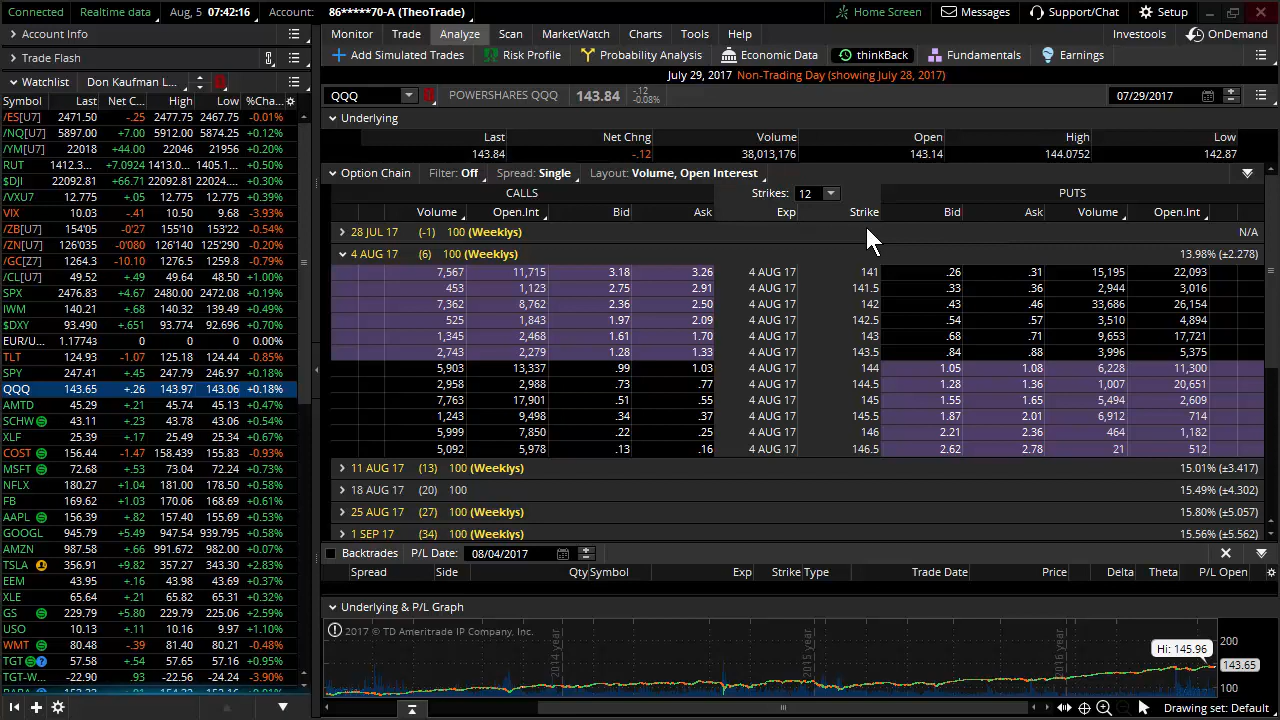 Connected Realtime data Aug, 5 07:42:16 Account: 86*****70-A (TheoTrade) Home Screen Messages Support/Chat Setup
Account Info Monitor Trade Analyze Scan MarketWatch Charts Tools Help Investools OnDemand
Trade Flash Add Simulated Trades Risk Profile Probability Analysis Economic Data thinkBack Fundamentals Earnings
Watchlist Don Kaufman L... July 29, 2017 Non-Trading Day (showing July 28, 2017)
Symbol Last Net C... High Low %Cha...
/ES[U7] 2471.50 -.25 2477.75 2467.75 -0.01%
/NQ[U7] 5897.00 +7.00 5912.00 5874.25 +0.12%
/YM[U7] 22018 +44.00 22046 21956 +0.20%
RUT 1412.3... +7.0924 1413.0... 1405.1... +0.50%
$DJI 22092.81 +66.71 22092.81 22024.... +0.30%
/VXU7 12.775 +.05 12.775 12.775 +0.39%
VIX 10.03 -.41 10.50 9.68 -3.93%
/ZB[U7] 154'05 -0'27 155'10 153'22 -0.54%
/ZN[U7] 126'035 -0'080 126'140 125'290 -0.20%
/GC[Z7] 1264.3 -10.10 1276.5 1259.8 -0.79%
/CL[U7] 49.52 +.49 49.64 48.50 +1.00%
SPX 2476.83 +4.67 2480.00 2472.08 +0.19%
IWM 140.21 +.68 140.32 139.49 +0.49%
$DXY 93.490 +.651 93.774 92.696 +0.70%
EUR/U... 1.17743 0 0 0 0.00%
TLT 124.93 -1.07 125.18 124.44 -0.85%
SPY 247.41 +.45 247.79 246.97 +0.18%
QQQ 143.65 +.26 143.97 143.06 +0.18%
AMTD 45.29 +.21 45.74 45.13 +0.47%
SCHW 43.11 +.23 43.78 43.06 +0.54%
XLF 25.39 +.17 25.49 25.34 +0.67%
COST 156.44 -1.47 158.439 155.83 -0.93%
MSFT 72.68 +.53 73.04 72.24 +0.73%
NFLX 180.27 +1.04 181.00 178.50 +0.58%
FB 169.62 +1.03 170.06 168.69 +0.61%
AAPL 156.39 +.82 157.40 155.69 +0.53%
GOOGL 945.79 +5.49 949.54 939.795 +0.58%
AMZN 987.58 +.66 991.672 982.00 +0.07%
TSLA 356.91 +9.82 357.27 343.30 +2.83%
EEM 43.95 +.16 43.98 43.69 +0.37%
XLE 65.64 +.21 65.82 65.31 +0.32%
GS 229.79 +5.80 229.94 225.06 +2.59%
USO 10.13 +.11 10.16 9.97 +1.10%
WMT 80.48 -.39 81.40 80.21 -0.48%
TGT 57.58 +.54 57.65 57.16 +0.95%
TGT-W... -22.90 +.93 -22.56 -24.24 -3.90%
QQQ POWERSHARES QQQ 143.84 -.12 -0.08% 07/29/2017
Underlying
Last Net Chng Volume Open High Low
143.84 -.12 38,013,176 143.14 144.0752 142.87
Option Chain Filter: Off Spread: Single Layout: Volume, Open Interest
CALLS Strikes: 12 PUTS
Volume Open.Int Bid Ask Exp Strike Bid Ask Volume Open.Int
28 JUL 17 (-1) 100 (Weeklys) N/A
4 AUG 17 (6) 100 (Weeklys) 13.98% (±2.278)
7,567 11,715 3.18 3.26 4 AUG 17 141 .26 .31 15,195 22,093
453 1,123 2.75 2.91 4 AUG 17 141.5 .33 .36 2,944 3,016
7,362 8,762 2.36 2.50 4 AUG 17 142 .43 .46 33,686 26,154
525 1,843 1.97 2.09 4 AUG 17 142.5 .54 .57 3,510 4,894
1,345 2,468 1.61 1.70 4 AUG 17 143 .68 .71 9,653 17,721
2,743 2,279 1.28 1.33 4 AUG 17 143.5 .84 .88 3,996 5,375
5,903 13,337 .99 1.03 4 AUG 17 144 1.05 1.08 6,228 11,300
2,958 2,988 .73 .77 4 AUG 17 144.5 1.28 1.36 1,007 20,651
7,763 17,901 .51 .55 4 AUG 17 145 1.55 1.65 5,494 2,609
1,243 9,498 .34 .37 4 AUG 17 145.5 1.87 2.01 6,912 714
5,999 7,850 .22 .25 4 AUG 17 146 2.21 2.36 464 1,182
5,092 5,978 .13 .16 4 AUG 17 146.5 2.62 2.78 21 512
11 AUG 17 (13) 100 (Weeklys) 15.01% (±3.417)
18 AUG 17 (20) 100 15.49% (±4.302)
25 AUG 17 (27) 100 (Weeklys) 15.80% (±5.057)
1 SEP 17 (34) 100 (Weeklys) 15.56% (±5.562)
Backtrades P/L Date: 08/04/2017
Spread Side Qty Symbol Exp Strike Type Trade Date Price Delta Theta P/L Open
Underlying & P/L Graph
2017 © TD Ameritrade IP Company, Inc.
2014 year 2015 year 2016 year
Hi: 145.96
200
143.65
100
Drawing set: Default